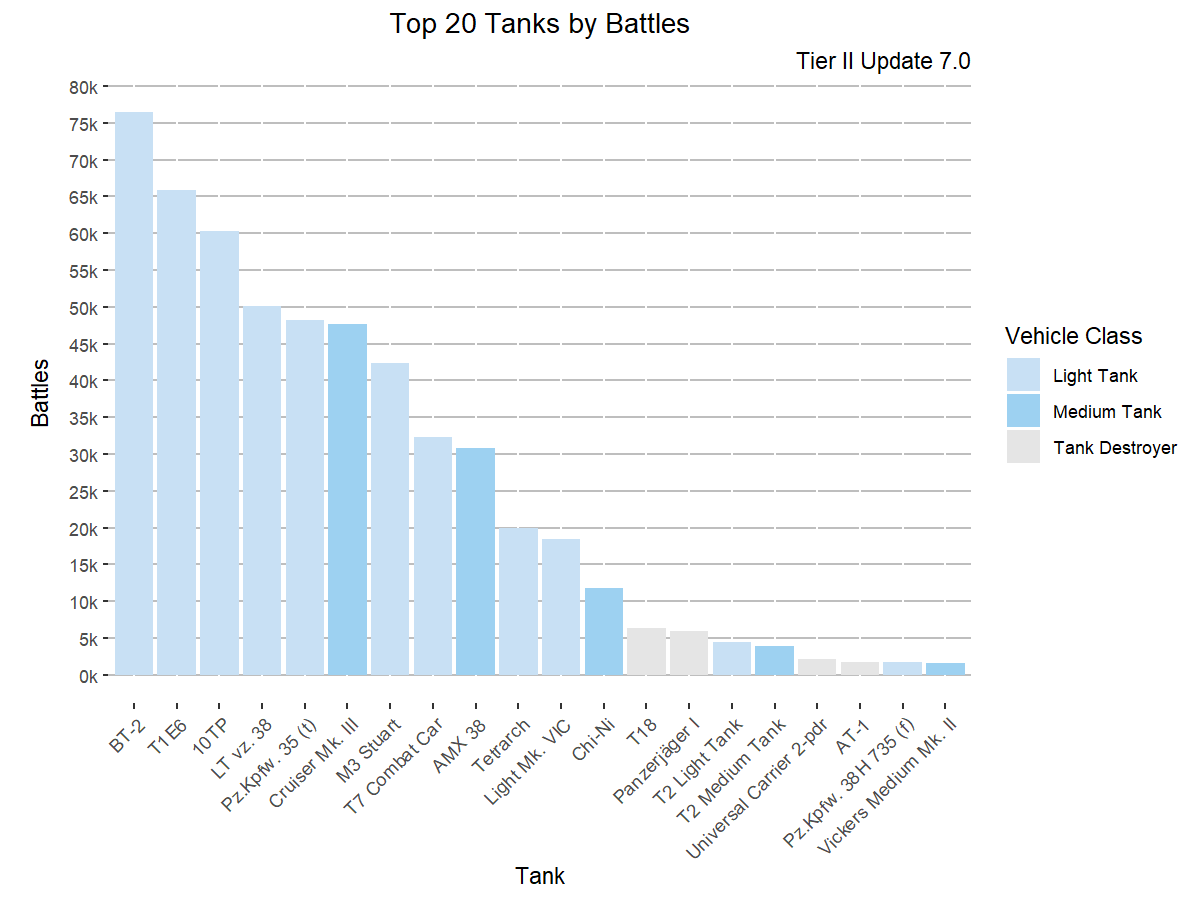 Top 20 Tanks by Battles
Tier II Update 7.0
80k
75k
70k
65k
60k
55k
50k
45k
40k
35k
30k
25k
20k
15k
10k
5k
0k
Battles
BT-2
T1E6
10TP
LT vz. 38
Pz.Kpfw. 35 (t)
Cruiser Mk. III
M3 Stuart
T7 Combat Car
AMX 38
Tetrarch
Light Mk. VIC
Chi-Ni
T18
Panzerjäger I
T2 Light Tank
T2 Medium Tank
Universal Carrier 2-pdr
AT-1
Pz.Kpfw. 38 H 735 (f)
Vickers Medium Mk. II
Tank
Vehicle Class
Light Tank
Medium Tank
Tank Destroyer